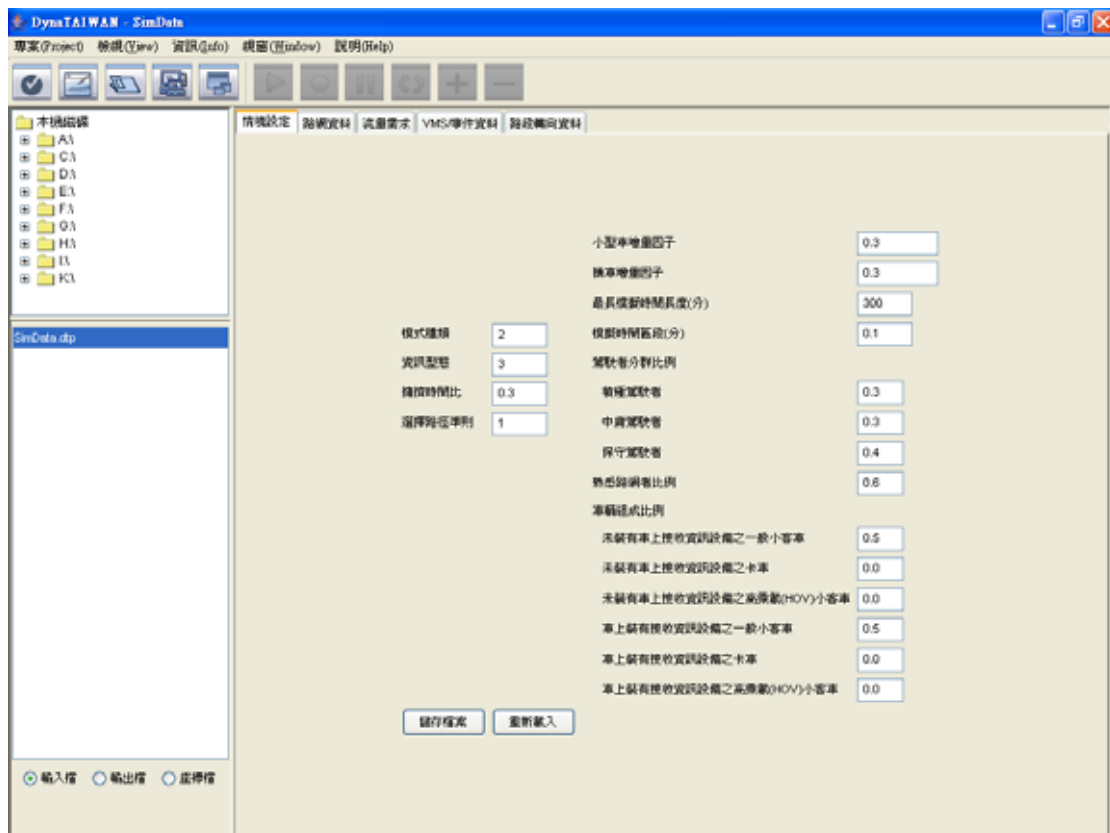 DynaTAIWAN - SimData
專案(Project) 檢視(View) 資訊(Info) 視窗(Window) 說明(Help)
本機磁碟
A:\
C:\
D:\
E:\
F:\
G:\
H:\
I:\
K:\
SimData.dtp
輸入檔 輸出檔 座標檔
情境設定 路網資料 流量需求 VMS/事件資料 路段轉向資料
模式種類 2
資訊型態 3
擁擠時間比 0.3
選擇路徑準則 1
儲存檔案 重新載入
小型車增量因子 0.3
機車增量因子 0.3
最長模擬時間長度(分) 300
模擬時間區段(分) 0.1
駕駛者分群比例
積極駕駛者 0.3
中庸駕駛者 0.3
保守駕駛者 0.4
熟悉路網者比例 0.6
車輛組成比例
未裝有車上接收資訊設備之一般小客車 0.5
未裝有車上接收資訊設備之卡車 0.0
未裝有車上接收資訊設備之高乘載(HOV)小客車 0.0
車上裝有接收資訊設備之一般小客車 0.5
車上裝有接收資訊設備之卡車 0.0
車上裝有接收資訊設備之高乘載(HOV)小客車 0.0